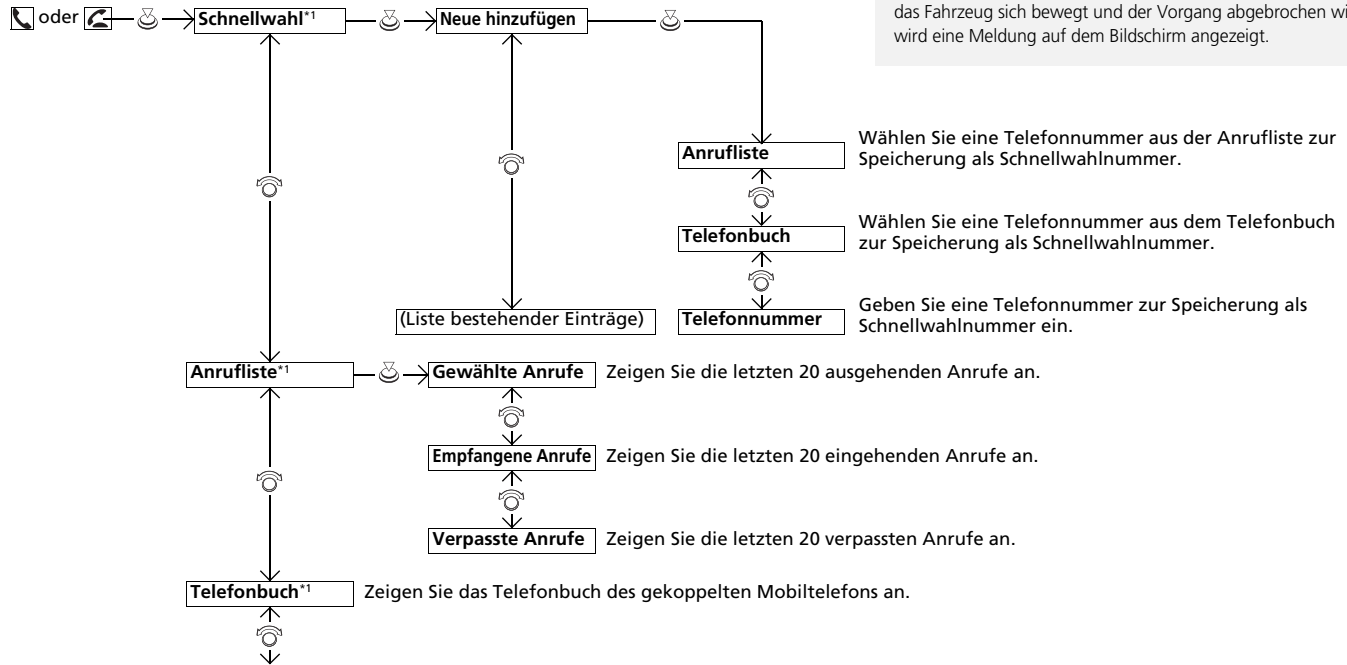 oder
Schnellwahl*1
Neue hinzufügen
das Fahrzeug sich bewegt und der Vorgang abgebrochen
wird eine Meldung auf dem Bildschirm angezeigt.
Anrufliste
Wählen Sie eine Telefonnummer aus der Anrufliste zur
Speicherung als Schnellwahlnummer.
Telefonbuch
Wählen Sie eine Telefonnummer aus dem Telefonbuch
zur Speicherung als Schnellwahlnummer.
(Liste bestehender Einträge)
Telefonnummer
Geben Sie eine Telefonnummer zur Speicherung als
Schnellwahlnummer ein.
Anrufliste*1
Gewählte Anrufe
Zeigen Sie die letzten 20 ausgehenden Anrufe an.
Empfangene Anrufe
Zeigen Sie die letzten 20 eingehenden Anrufe an.
Verpasste Anrufe
Zeigen Sie die letzten 20 verpassten Anrufe an.
Telefonbuch*1
Zeigen Sie das Telefonbuch des gekoppelten Mobiltelefons an.